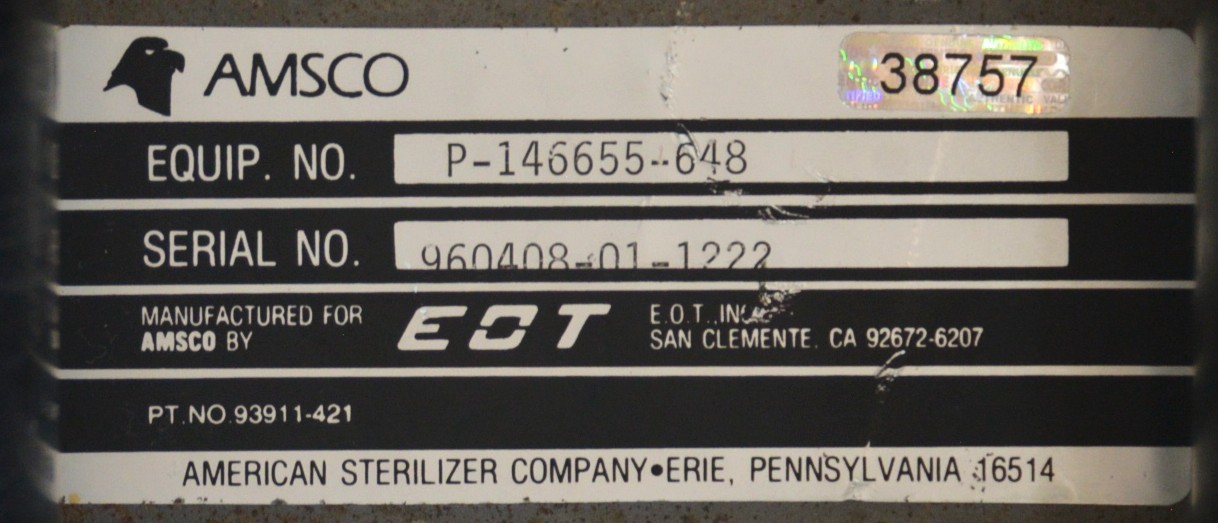 AMSCO
38757
EQUIP. NO. P-146655-648
SERIAL NO. 960408-01-1222
MANUFACTURED FOR
AMSCO BY
EOT
E.O.T.,INC.
SAN CLEMENTE. CA 92672-6207
PT.NO.93911-421
AMERICAN STERILIZER COMPANY•ERIE, PENNSYLVANIA 16514